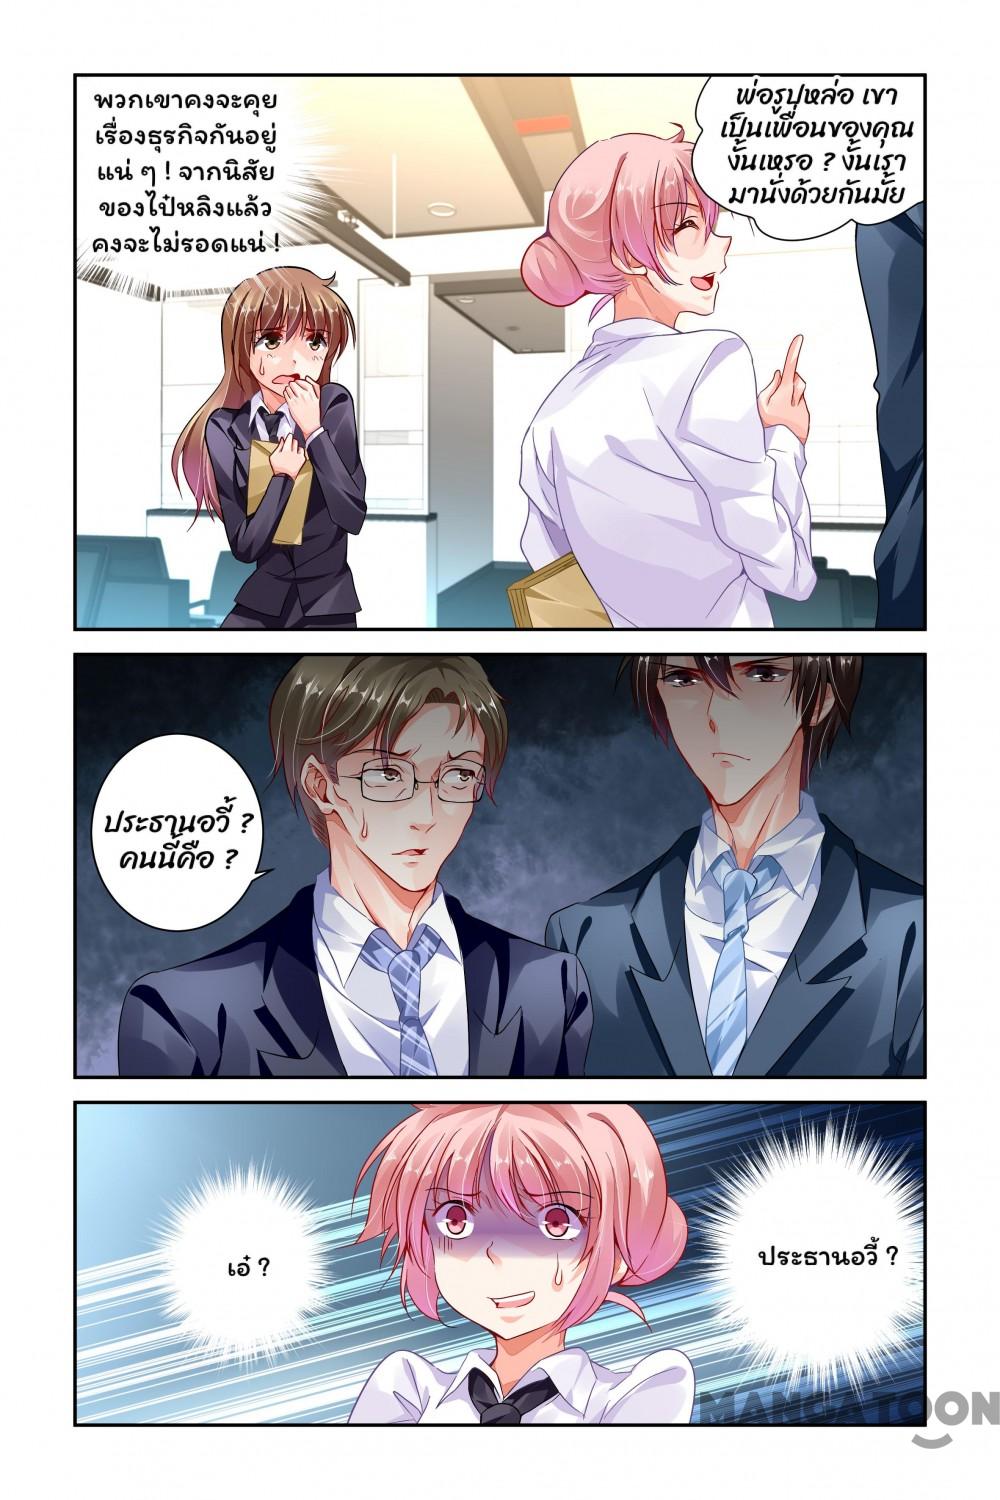 พวกเขาคงจะคุย
เรื่องธุรกิจกันอยู่
แน่ ๆ ! จากนิสัย
ของไป๋หลิงแล้ว
คงจะไม่รอดแน่ !
พ่อรูปหล่อ เขา
เป็นเพื่อนของคุณ
งั้นเหรอ ? งั้นเรา
มานั่งด้วยกันมั้ย
ประธานอวี้ ?
คนนี้คือ ?
เอ๋ ?
ประธานอวี้ ?
MANGATOON